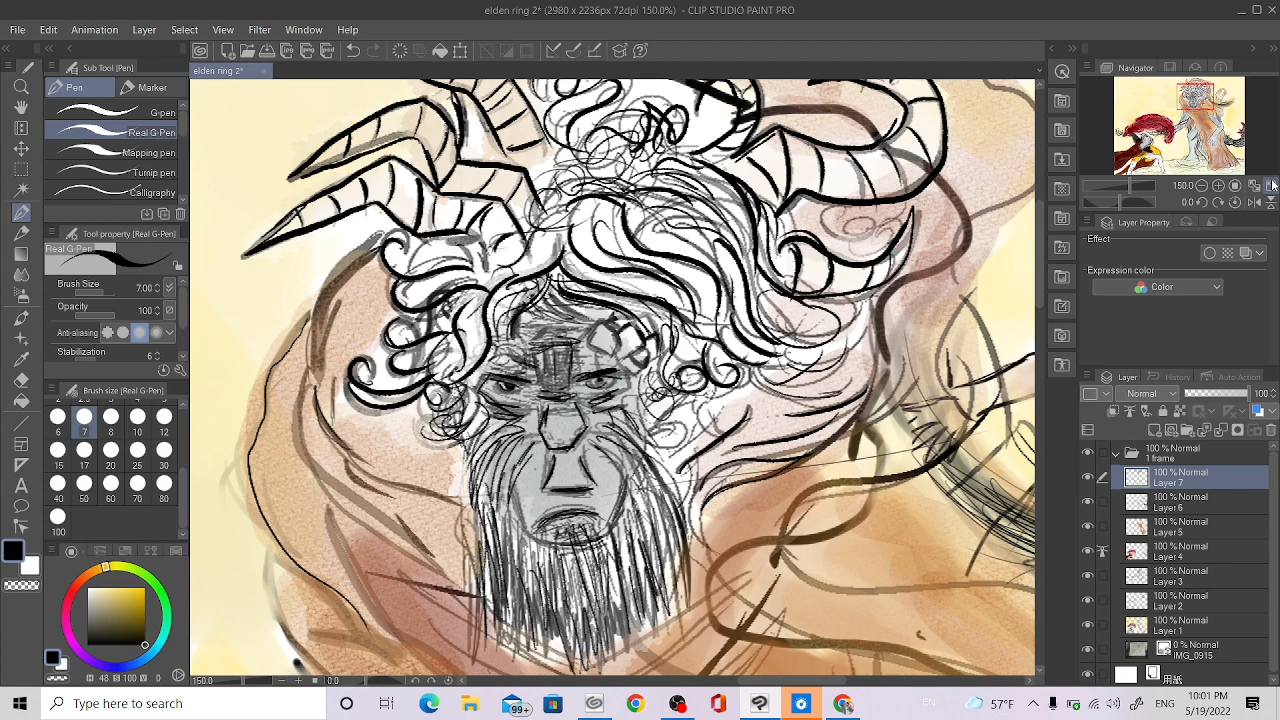 elden ring 2* (2980 x 2236px 72dpi 150.0%) - CLIP STUDIO PAINT PRO
File Edit Animation Layer Select View Filter Window Help
Sub Tool [Pen]
Pen Marker
G-pen
Real G-Pen
Mapping pen
Turnip pen
Calligraphy
Tool property [Real G-Pen]
Real G-Pen
Brush Size 7.00
Opacity 100
Anti-aliasing
Stabilization 6
Brush size [Real G-Pen]
6 7 8 10 12
15 17 20 25 30
40 50 60 70 80
100
48 S 100 V 0
elden ring 2*
150.0 0.0
Navigator
150.0
0.0
Layer Property
Effect
Expression color
Color
Layer History Auto Action
Normal 100
100 % Normal
1 frame
100 % Normal
Layer 7
100 % Normal
Layer 6
100 % Normal
Layer 5
100 % Normal
Layer 4
100 % Normal
Layer 3
100 % Normal
Layer 2
100 % Normal
Layer 1
0 % Normal
IMG_0915
用紙
Type here to search
99+
EN
57°F
ENG
10:01 PM
5/19/2022